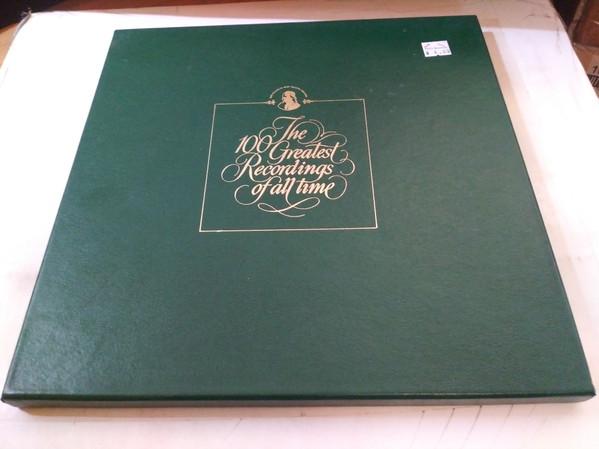 The
100 Greatest
Recordings
of all time